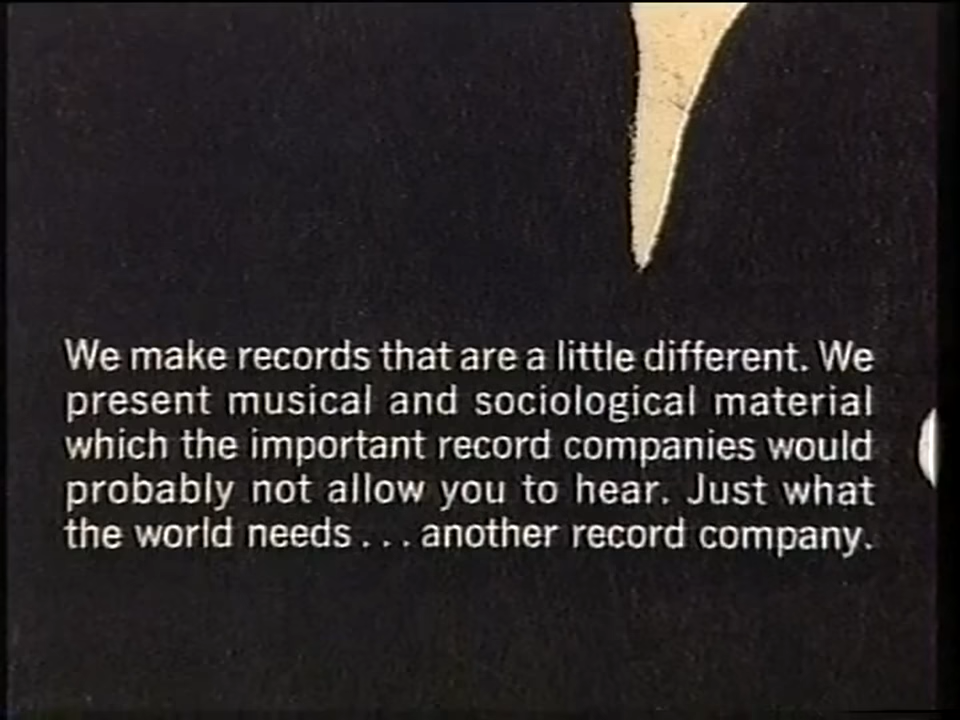 We make records that are a little different. We
present musical and sociological material
which the important record companies would
probably not allow you to hear. Just what
the world needs . . . another record company.